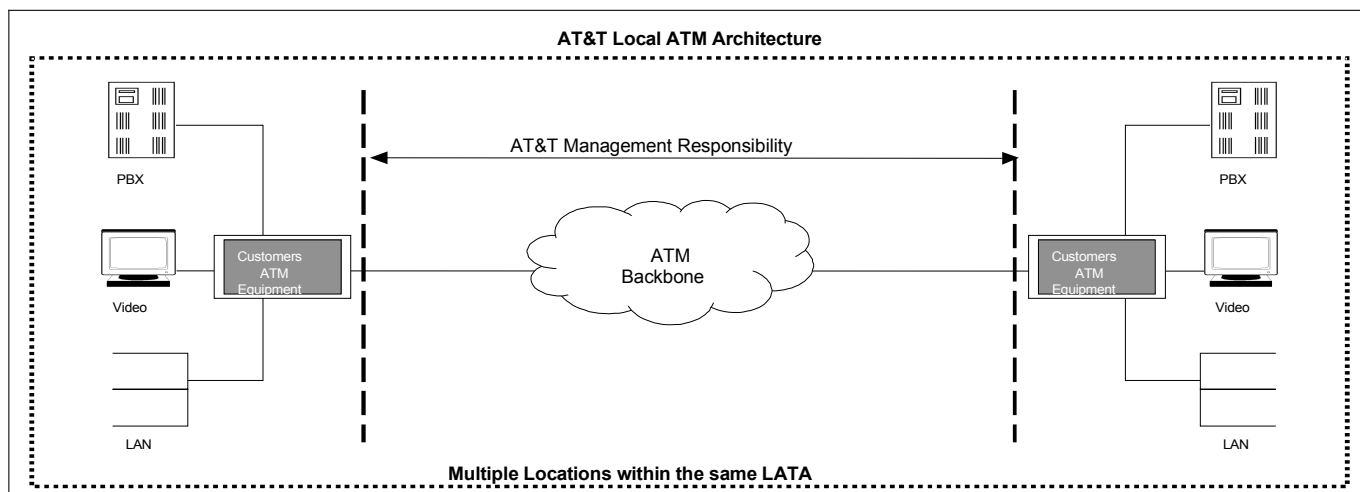 AT&T Local ATM Architecture
AT&T Management Responsibility
PBX
PBX
Customers
ATM
Equipment
ATM
Backbone
Customers
ATM
Equipment
Video
Video
LAN
LAN
Multiple Locations within the same LATA